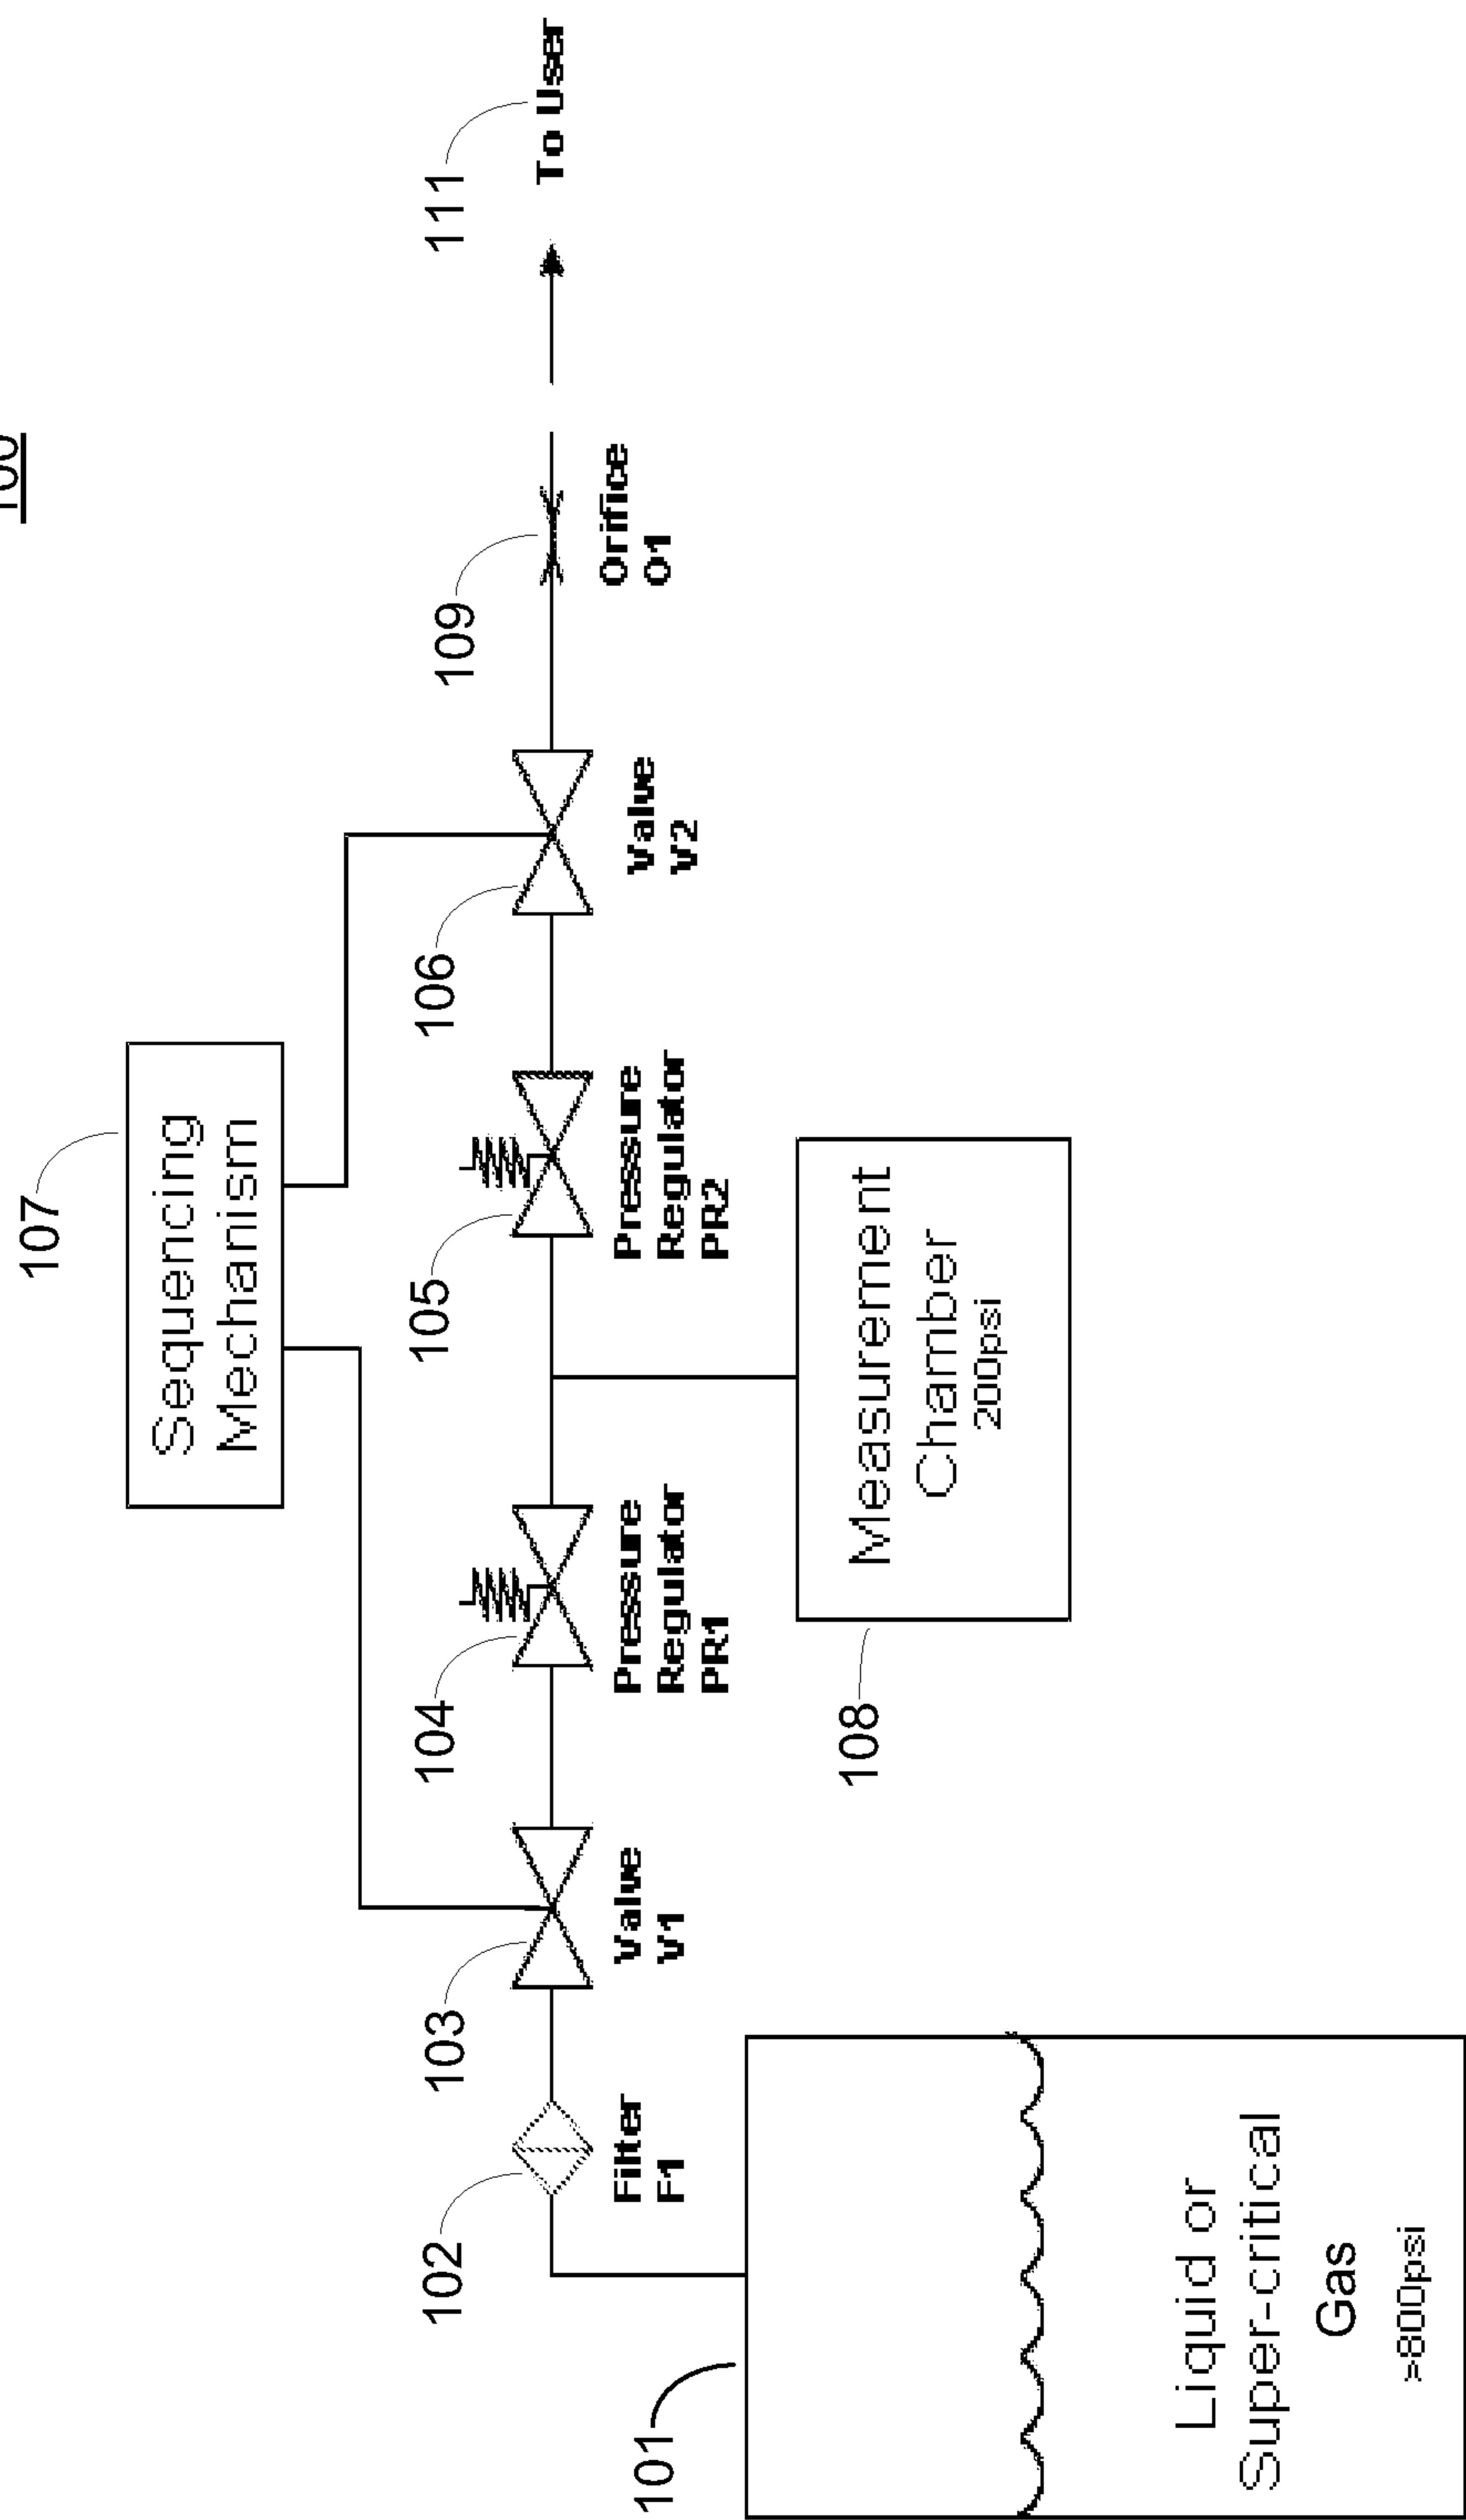 107
Sequencing
Mechanism
102
103
104
105
106
109
111
To User
Filter
F1
Value
V1
Pressure
Regulator
PR1
Pressure
Regulator
PR2
Value
V2
Orifice
O1
101
108
Measurement
Chamber
200psi
Liquid or
Super-critical
Gas
>800psi